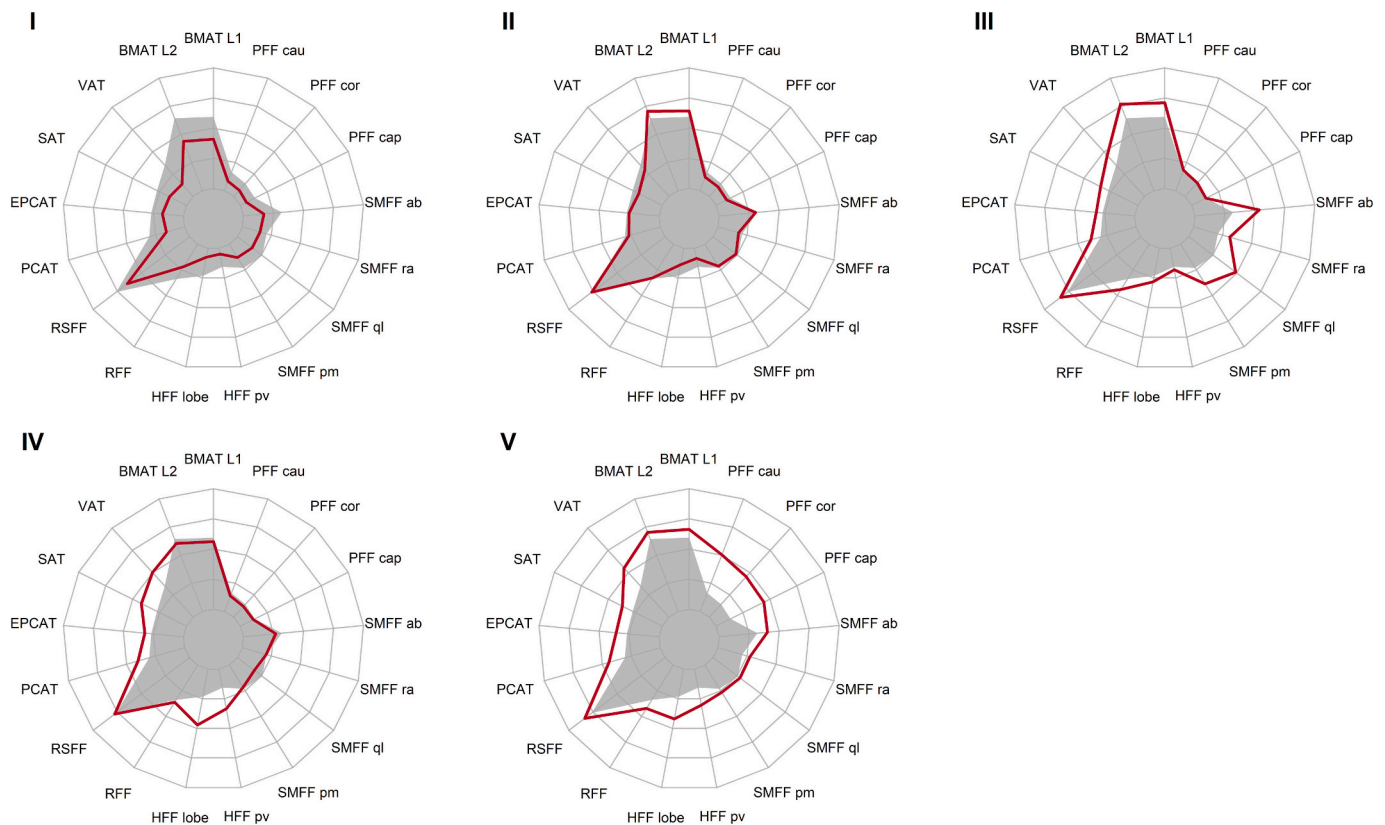 I
BMAT L1
BMAT L2
PFF cau
VAT
PFF cor
SAT
PFF cap
EPCAT
SMFF ab
PCAT
SMFF ra
RSFF
SMFF ql
RFF
SMFF pm
HFF lobe
HFF pv
II
BMAT L1
BMAT L2
PFF cau
VAT
PFF cor
SAT
PFF cap
EPCAT
SMFF ab
PCAT
SMFF ra
RSFF
SMFF ql
RFF
SMFF pm
HFF lobe
HFF pv
III
BMAT L1
BMAT L2
PFF cau
VAT
PFF cor
SAT
PFF cap
EPCAT
SMFF ab
PCAT
SMFF ra
RSFF
SMFF ql
RFF
SMFF pm
HFF lobe
HFF pv
IV
BMAT L1
BMAT L2
PFF cau
VAT
PFF cor
SAT
PFF cap
EPCAT
SMFF ab
PCAT
SMFF ra
RSFF
SMFF ql
RFF
SMFF pm
HFF lobe
HFF pv
V
BMAT L1
BMAT L2
PFF cau
VAT
PFF cor
SAT
PFF cap
EPCAT
SMFF ab
PCAT
SMFF ra
RSFF
SMFF ql
RFF
SMFF pm
HFF lobe
HFF pv